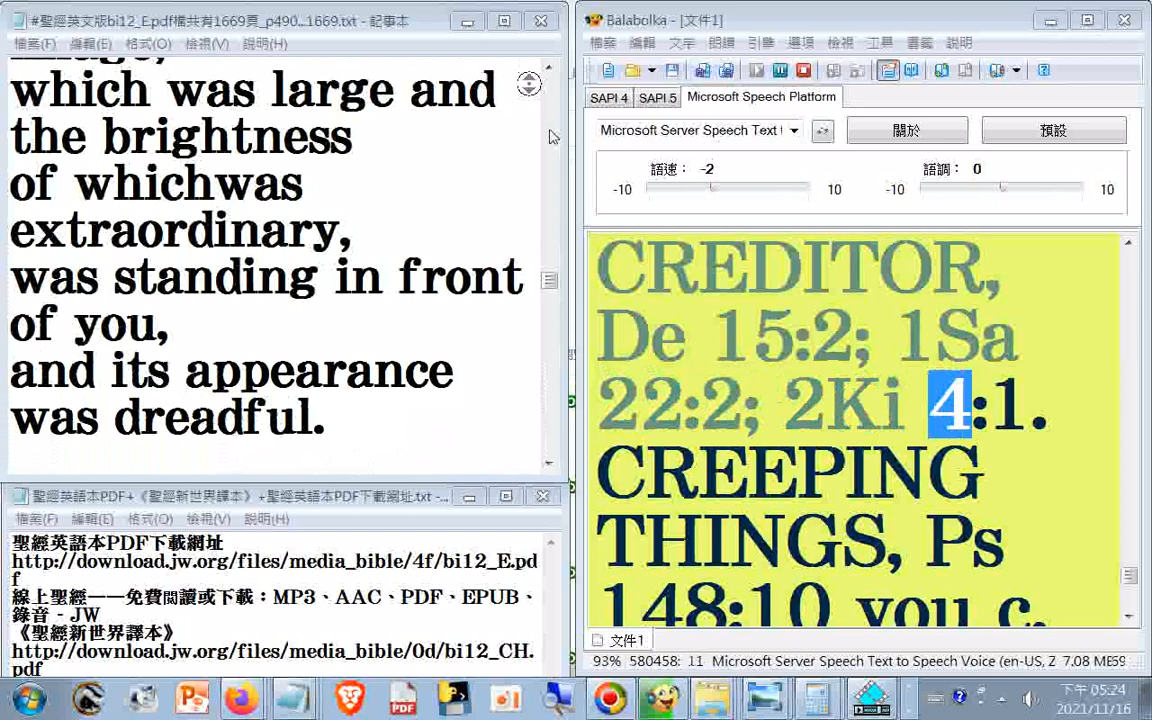 #聖經英文版bi12_E.pdf檔共有1669頁_p490...1669.txt - 記事本
檔案(F) 編輯(E) 格式(O) 檢視(V) 說明(H)
which was large and
the brightness
of whichwas
extraordinary,
was standing in front
of you,
and its appearance
was dreadful.
聖經英語本PDF+《聖經新世界譯本》+聖經英語本PDF下載網址.txt -...
檔案(F) 編輯(E) 格式(O) 檢視(V) 說明(H)
聖經英語本PDF下載網址
http://download.jw.org/files/media_bible/4f/bi12_E.pd
f
線上聖經——免費閱讀或下載：MP3、AAC、PDF、EPUB、
錄音 - JW
《聖經新世界譯本》
http://download.jw.org/files/media_bible/0d/bi12_CH.
pdf
Balabolka - [文件1]
檔案 編輯 文字 朗讀 引擎 選項 檢視 工具 書籤 說明
SAPI 4 SAPI 5 Microsoft Speech Platform
Microsoft Server Speech Text 關於 預設
語速： -2 語調： 0
-10 10 -10 10
CREDITOR,
De 15:2; 1Sa
22:2; 2Ki 4:1.
CREEPING
THINGS, Ps
148:10 you c.
文件1
93% 580458: 11 Microsoft Server Speech Text to Speech Voice (en-US, Z 7.08 ME59
下午 05:24
2021/11/16